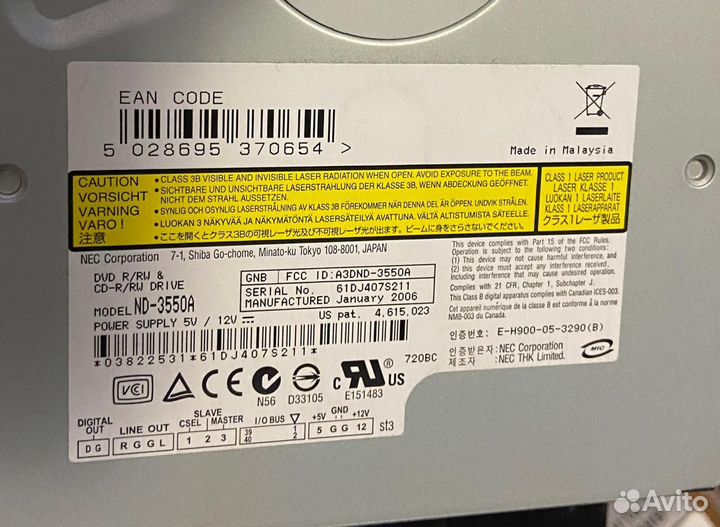 EAN CODE
5 028695 370654 >
Made in Malaysia
CAUTION • CLASS 3B VISIBLE AND INVISIBLE LASER RADIATION WHEN OPEN. AVOID EXPOSURE TO THE BEAM.
VORSICHT • SICHTBARE UND UNSICHTBARE LASERSTRAHLUNG DER KLASSE 3B, WENN ABDECKUNG GEÖFFNET.
NICHT DEM STRAHL AUSSETZEN.
VARNING • SYNLIG OCH OSYNLIG LASERSTRÅLNING AV KLASS 3B FÖREKOMMER NÄR DENNA DEL ÄR ÖPPEN. UNDVIK STRÅLEN.
VARO! • LUOKAN 3 NÄKYVÄÄ JA NÄKYMÄTÖNTÄ LASERSÄTEILYÄ AVATTUNA. VÄLTÄ ALTISTUMISTA SÄTEELLE.
注意 • ここを開くとクラス3Bの可視レーザ光及び不可視レーザ光が出ます。ビームに身をさらさないでください。
CLASS 1 LASER PRODUCT
LASER KLASSE 1
LUOKAN 1 LASERLAITE
KLASS 1 LASERAPPARAT
クラス1レーザ製品
NEC Corporation 7-1, Shiba Go-chome, Minato-ku Tokyo 108-8001, JAPAN
DVD R/RW &
CD-R/RW DRIVE
MODEL ND-3550A
POWER SUPPLY 5V / 12V
GNB FCC ID:A3DND-3550A
SERIAL No. 61DJ407S211
MANUFACTURED January 2006
US pat. 4,615,023
This device complies with Part 15 of the FCC Rules.
Operation is subject to the following two conditions:
(1) This device may not cause harmful interference, and
(2) this device must accept any interference received,
including interference that may cause undesired operation.
Complies with 21 CFR, Chapter 1, Subchapter J.
This Class B digital apparatus complies with Canadian ICES-003.
Cet appareil numérique de la classe B est conforme à la norme
NMB-003 du Canada.
인증번호: E-H900-05-3290(B)
인증받은자: NEC Corporation
제조자: NEC THK Limited.
MIC
*03822531*61DJ407S211*
720BC
VCI
N56
D33105
E151483
C US
DIGITAL OUT
D G
LINE OUT
R G G L
SLAVE
CSEL MASTER
1 2 3
I/O BUS
39 1
40 2
GND
+5V +12V
5 G G 12
st3
Avito